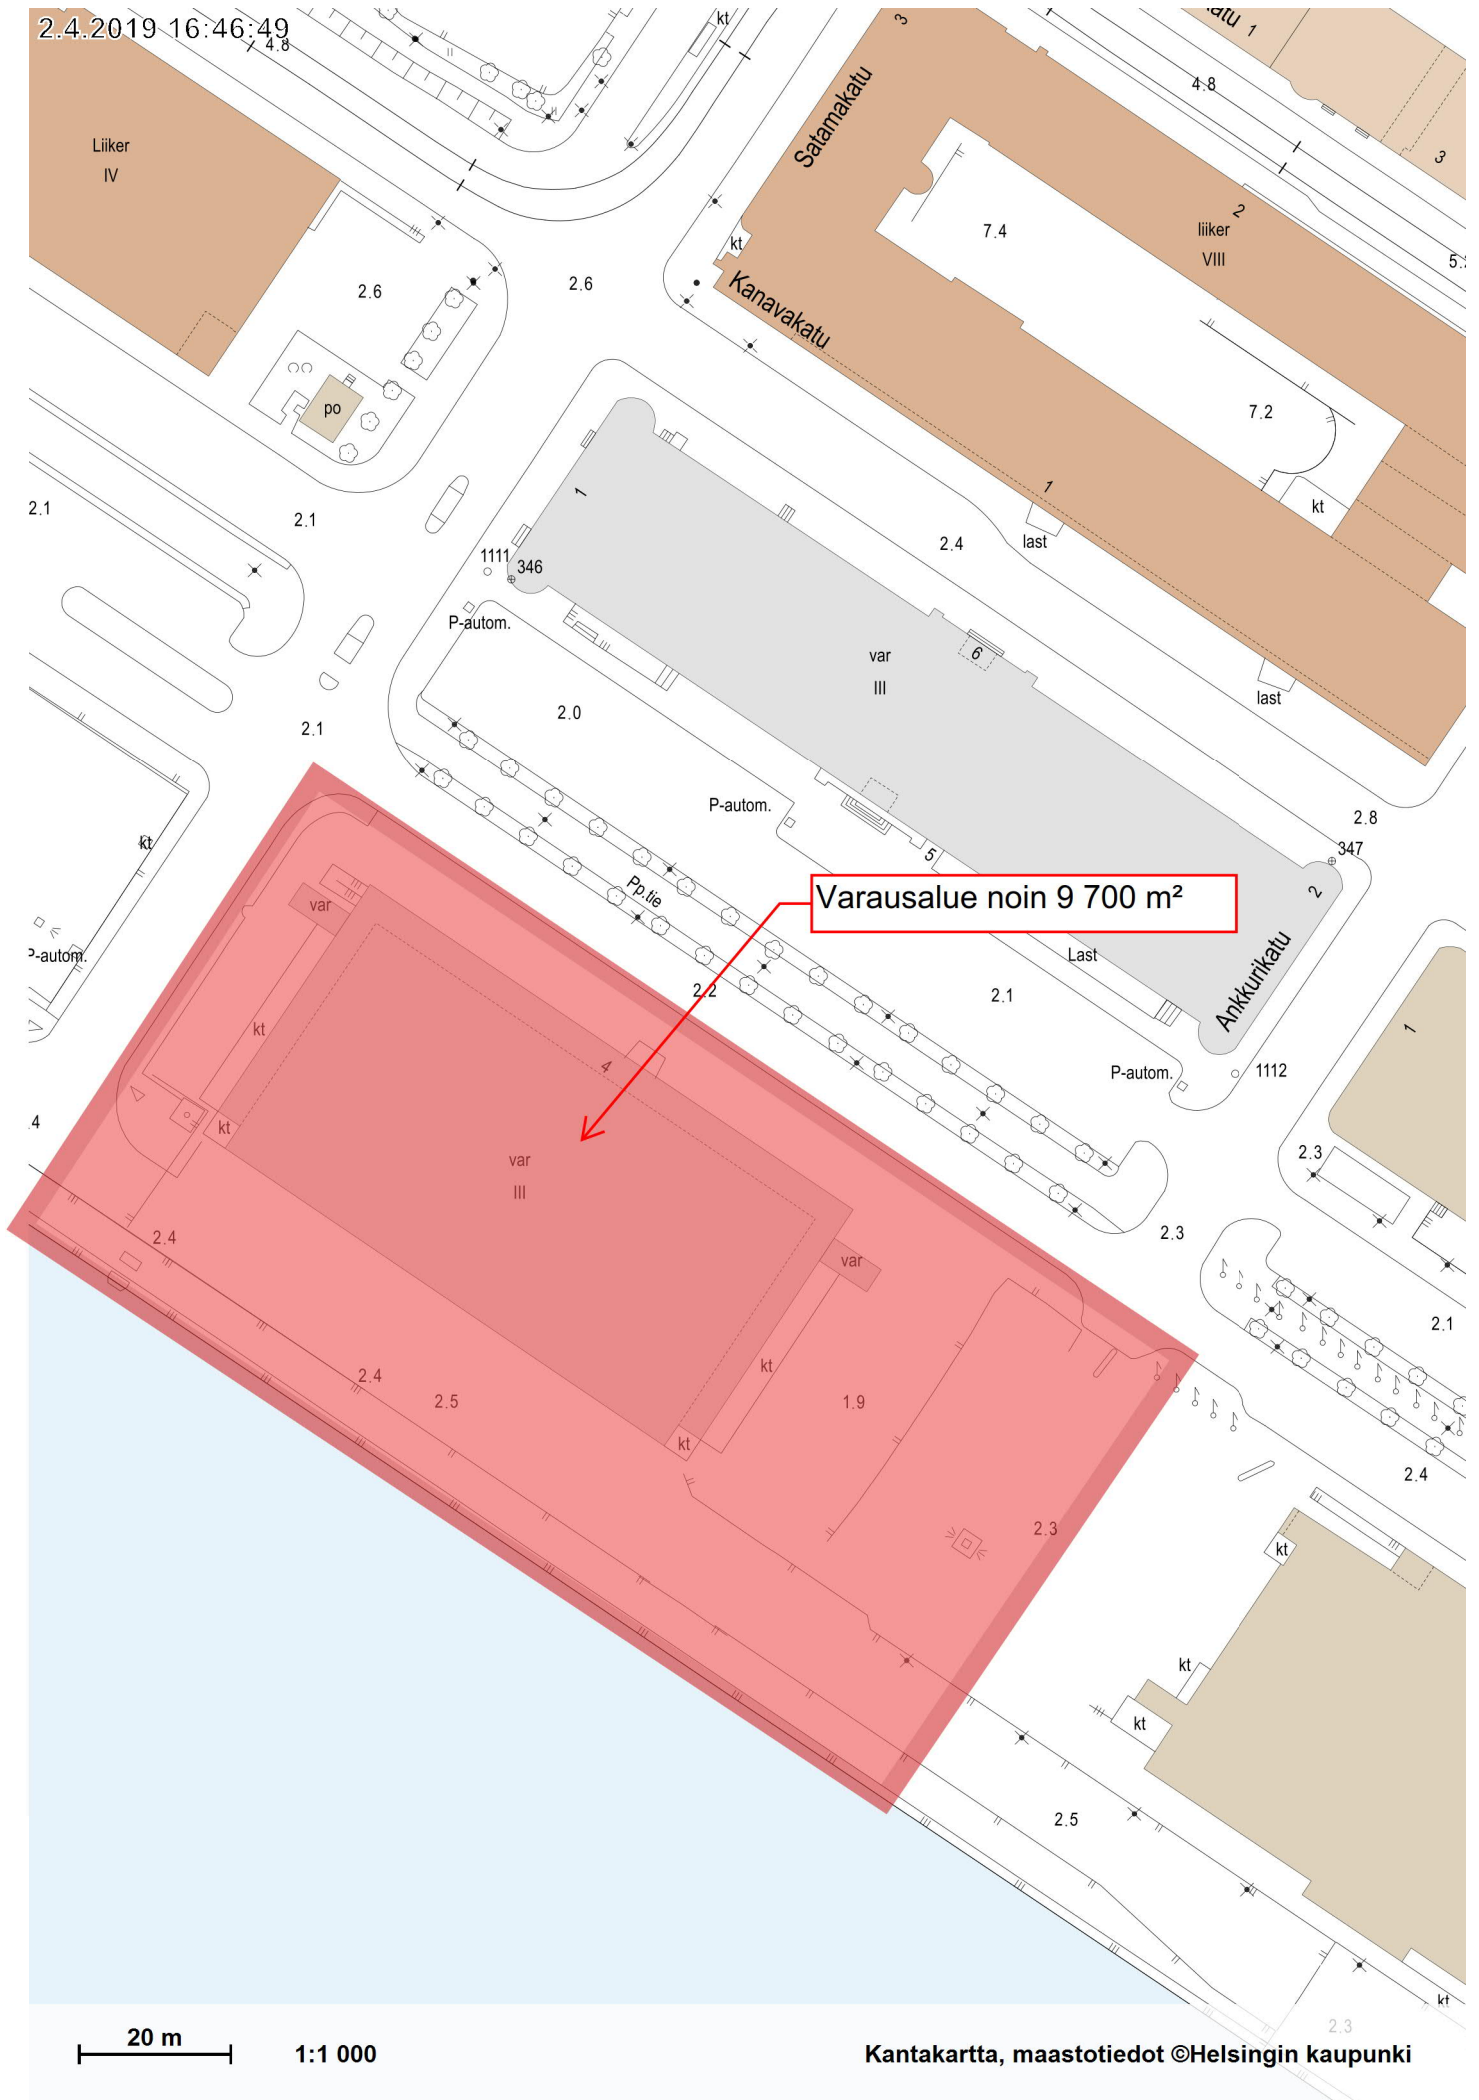 2.4.2019 16:46:49
4.8
kt
3
1
4.8
3
Liiker
IV
Satamakatu
2
liiker
VIII
7.4
kt
2.6
2.6
Kanavakatu
po
7.2
1
kt
last
2.1
2.1
1
2.4
1111
346
P-autom.
var
III
6
last
2.0
2.1
P-autom.
5
2.8
347
2
kt
Pp.tie
Varausalue noin 9 700 m²
var
P-autom.
Last
Ankkurikatu
2.2
2.1
1
kt
4
P-autom.
1112
kt
var
III
2.3
2.4
2.3
var
2.1
kt
2.4
2.5
1.9
kt
2.4
2.3
kt
kt
kt
2.5
kt
2.3
20 m
1:1 000
Kantakartta, maastotiedot ©Helsingin kaupunki